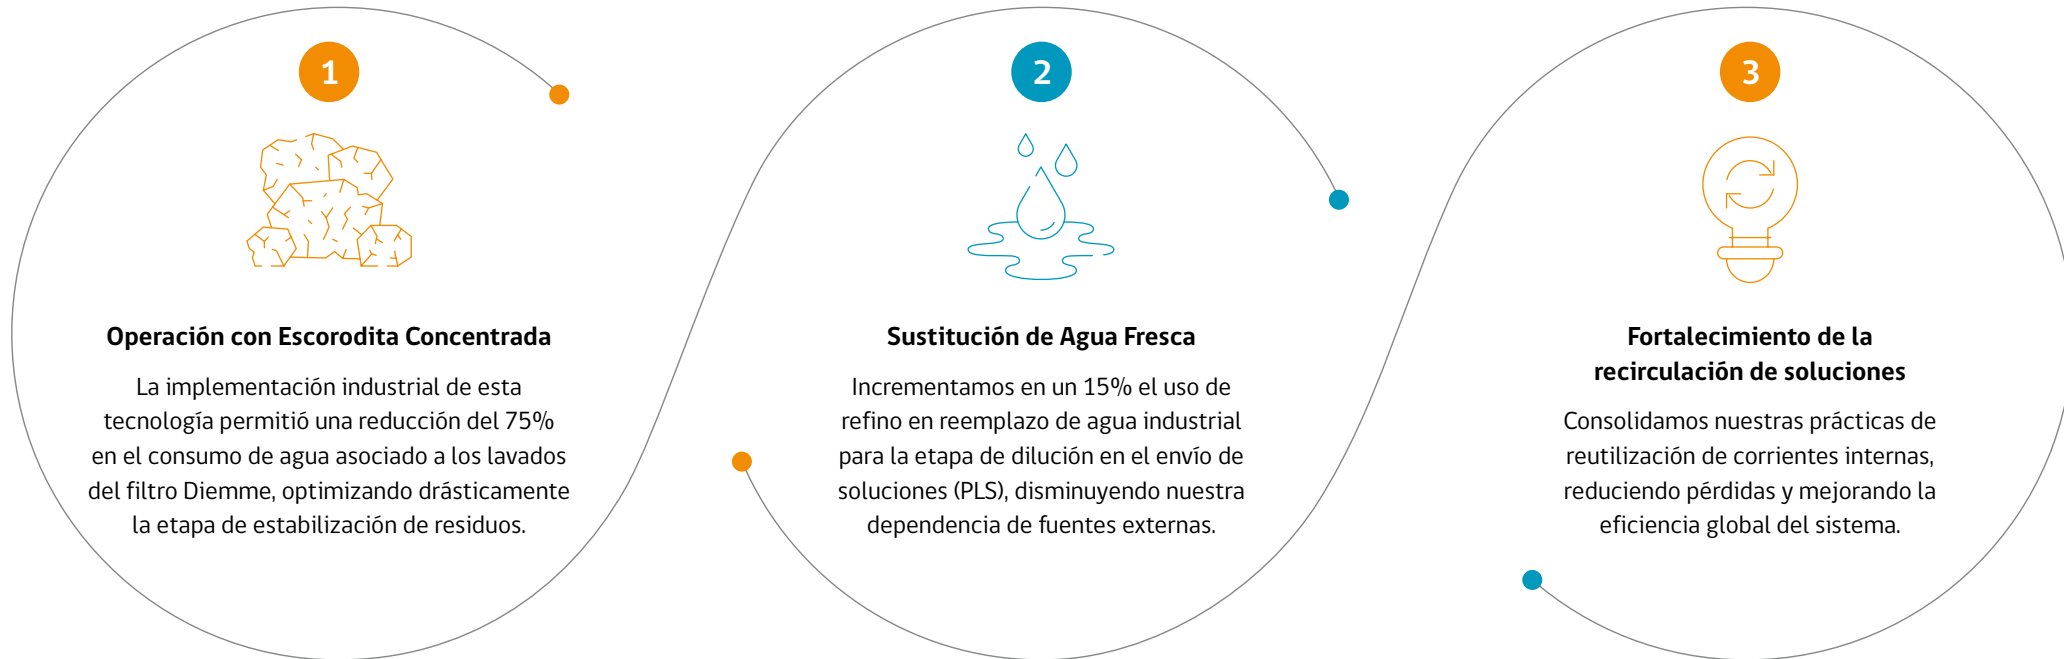 1
Operación con Escorodita Concentrada
La implementación industrial de esta
tecnología permitió una reducción del 75%
en el consumo de agua asociado a los lavados
del filtro Diemme, optimizando drásticamente
la etapa de estabilización de residuos.
2
Sustitución de Agua Fresca
Incrementamos en un 15% el uso de
refino en reemplazo de agua industrial
para la etapa de dilución en el envío de
soluciones (PLS), disminuyendo nuestra
dependencia de fuentes externas.
3
Fortalecimiento de la
recirculación de soluciones
Consolidamos nuestras prácticas de
reutilización de corrientes internas,
reduciendo pérdidas y mejorando la
eficiencia global del sistema.